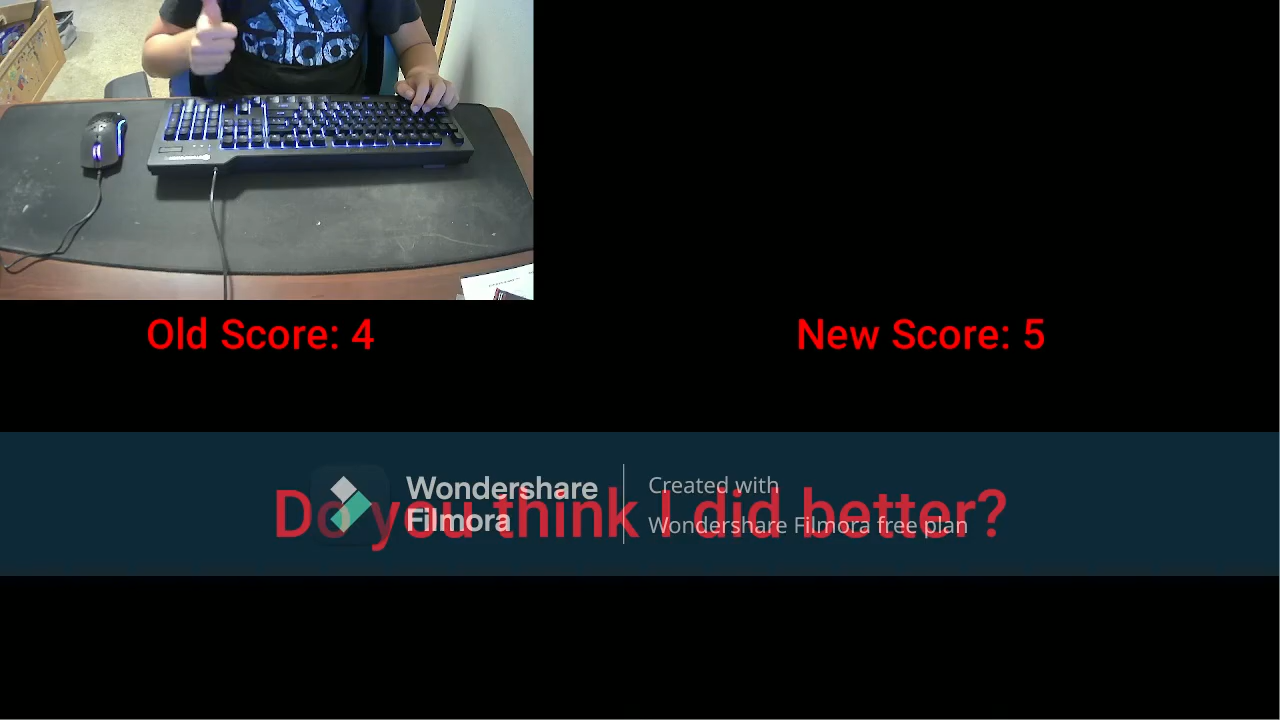 adidas
Old Score: 4
New Score: 5
Do you think I did better?
Wondershare
Filmora
Created with
Wondershare Filmora free plan